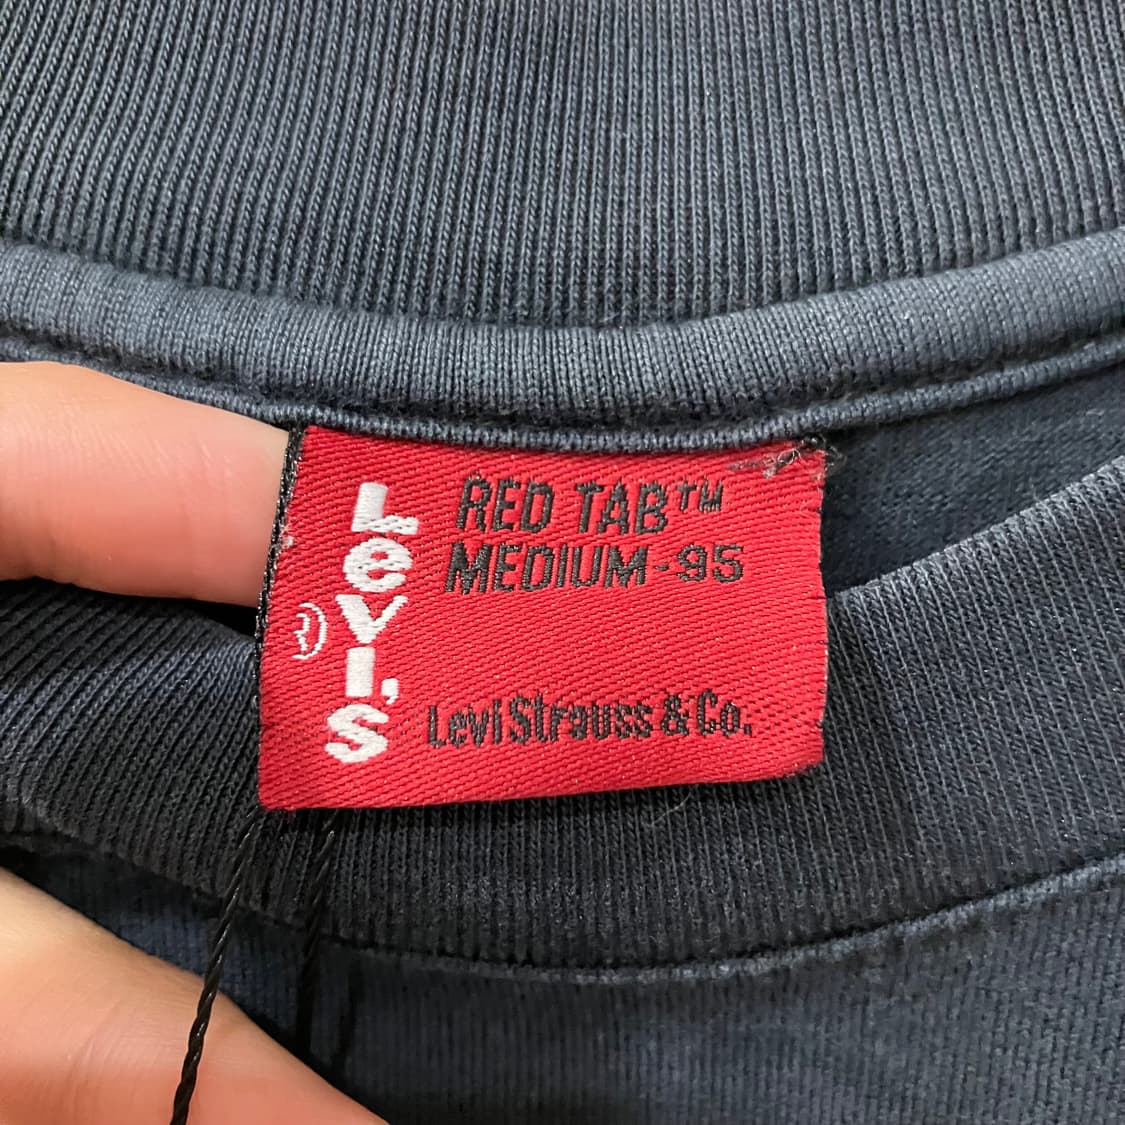 Levi's
®
RED TAB™
MEDIUM-95
Levi Strauss & Co.